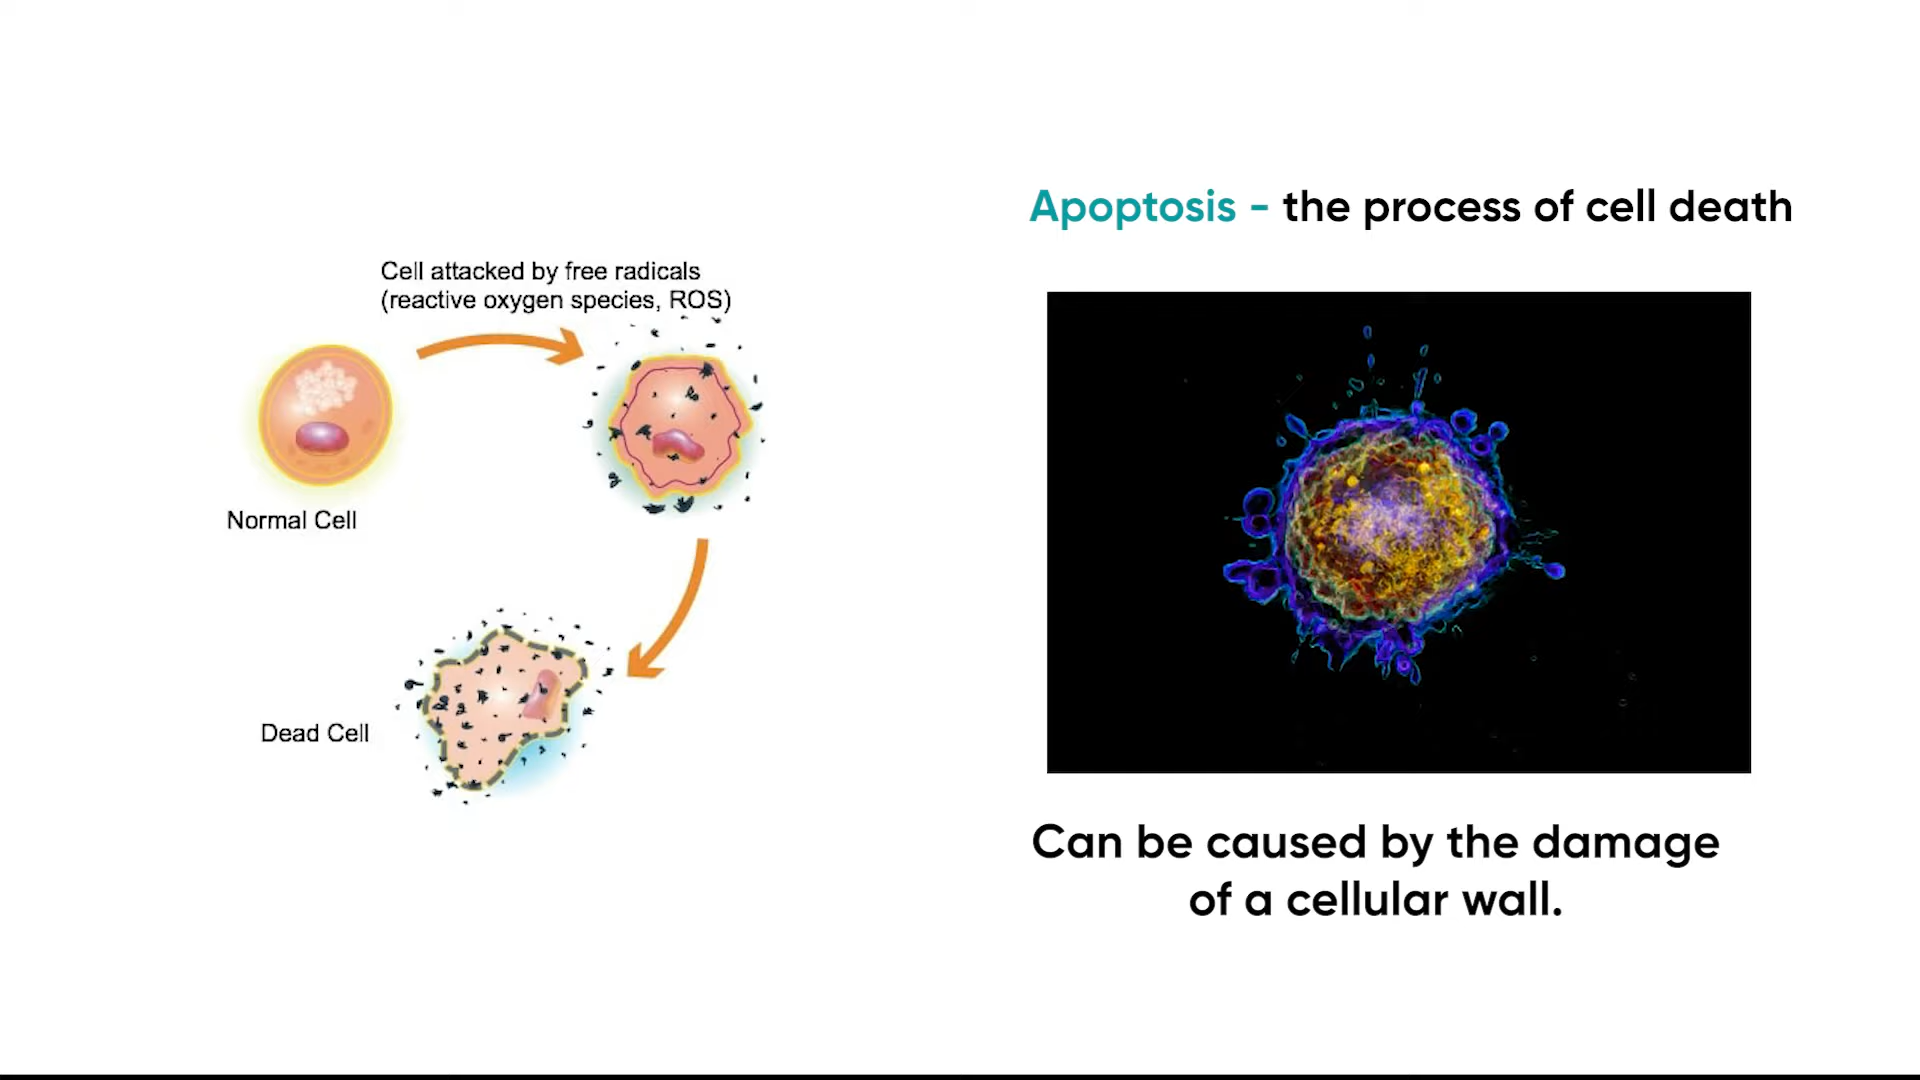 Apoptosis - the process of cell death
Cell attacked by free radicals
(reactive oxygen species, ROS)
Normal Cell
Dead Cell
Can be caused by the damage
of a cellular wall.